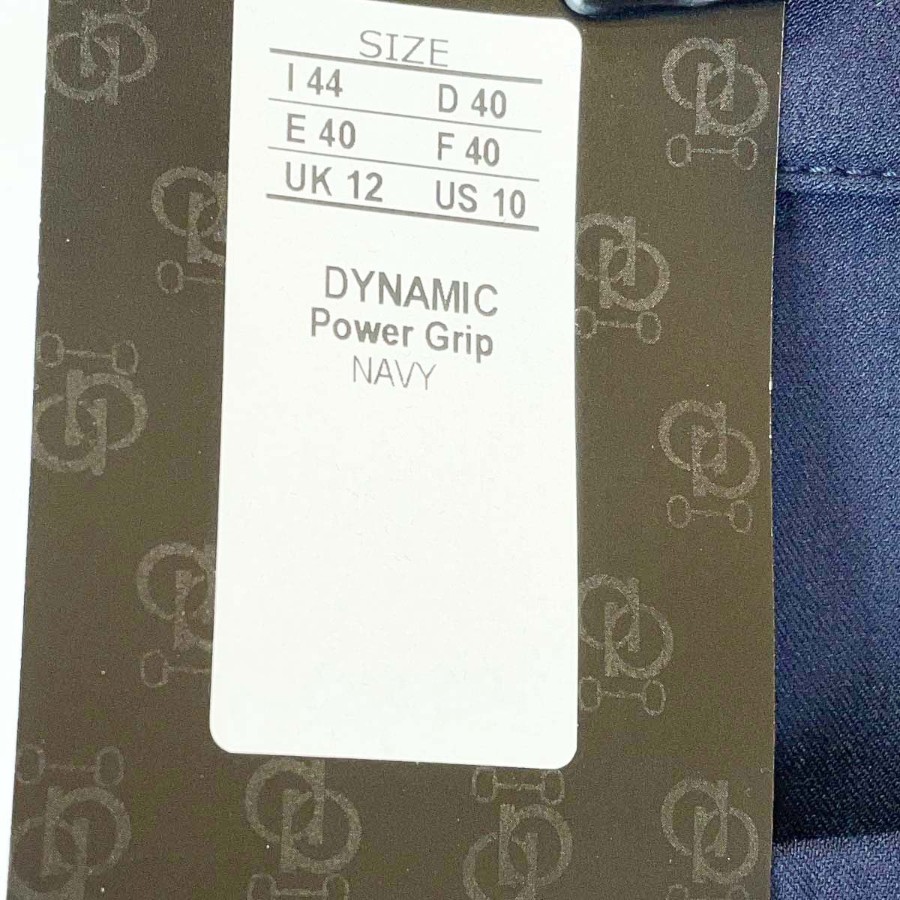 SIZE
I 44 D 40
E 40 F 40
UK 12 US 10
DYNAMIC
Power Grip
NAVY